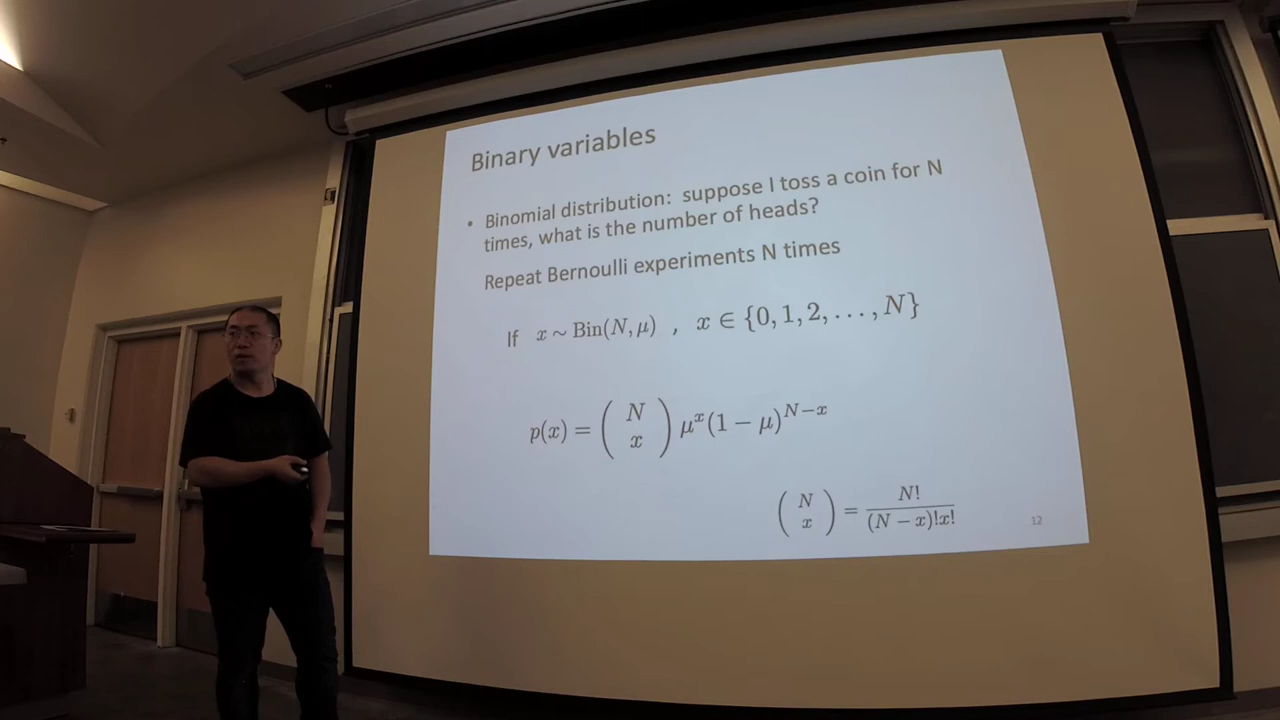 Binary variables
• Binomial distribution: suppose I toss a coin for N
times, what is the number of heads?
Repeat Bernoulli experiments N times
If x ∼ Bin(N, μ) , x ∈ {0, 1, 2, . . . , N}
p(x) = ( N x ) μ^x (1 − μ)^{N−x}
( N x ) = N! / (N − x)!x!
12